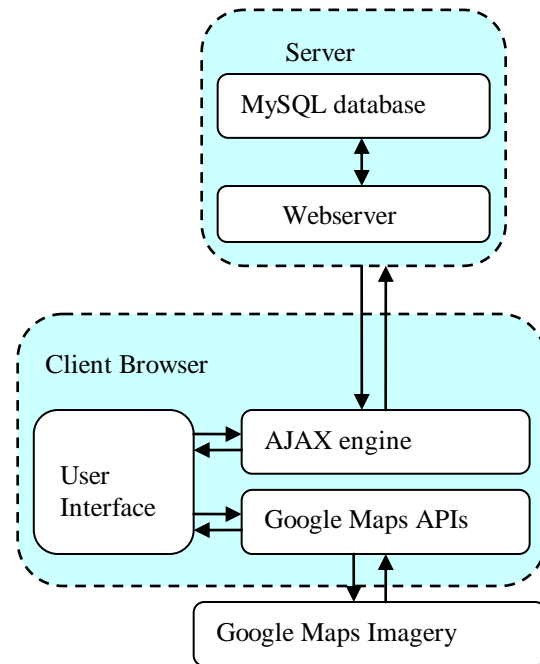 Server
MySQL database
Webserver
Client Browser
AJAX engine
User
Interface
Google Maps APIs
Google Maps Imagery